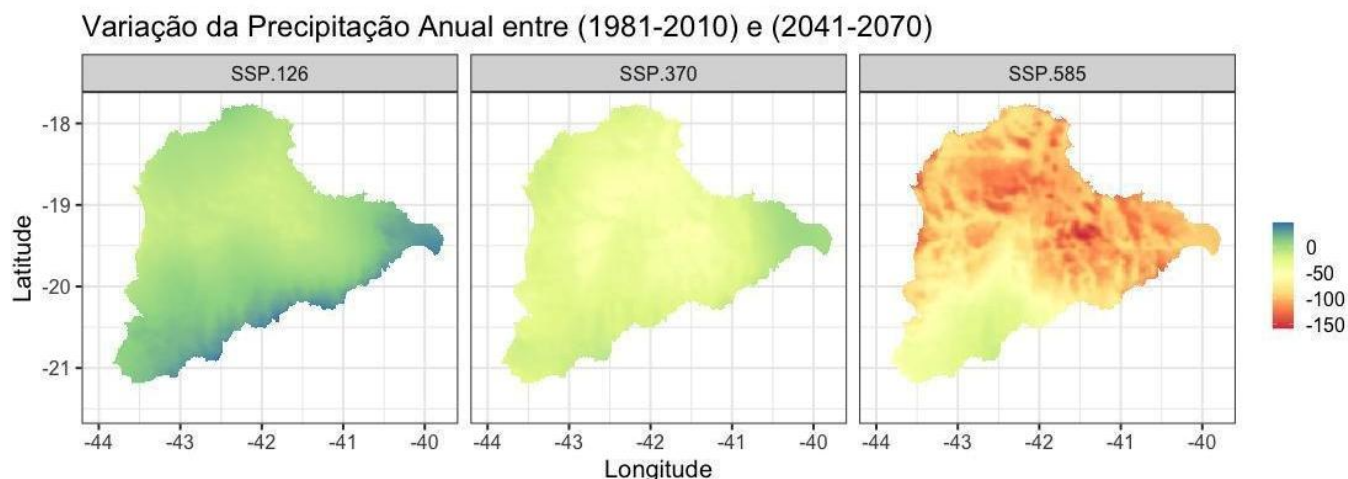 Variação da Precipitação Anual entre (1981-2010) e (2041-2070)
SSP.126 SSP.370 SSP.585
-18
-19
-20
-21
Latitude
0
-50
-100
-150
-44 -43 -42 -41 -40 -44 -43 -42 -41 -40 -44 -43 -42 -41 -40
Longitude